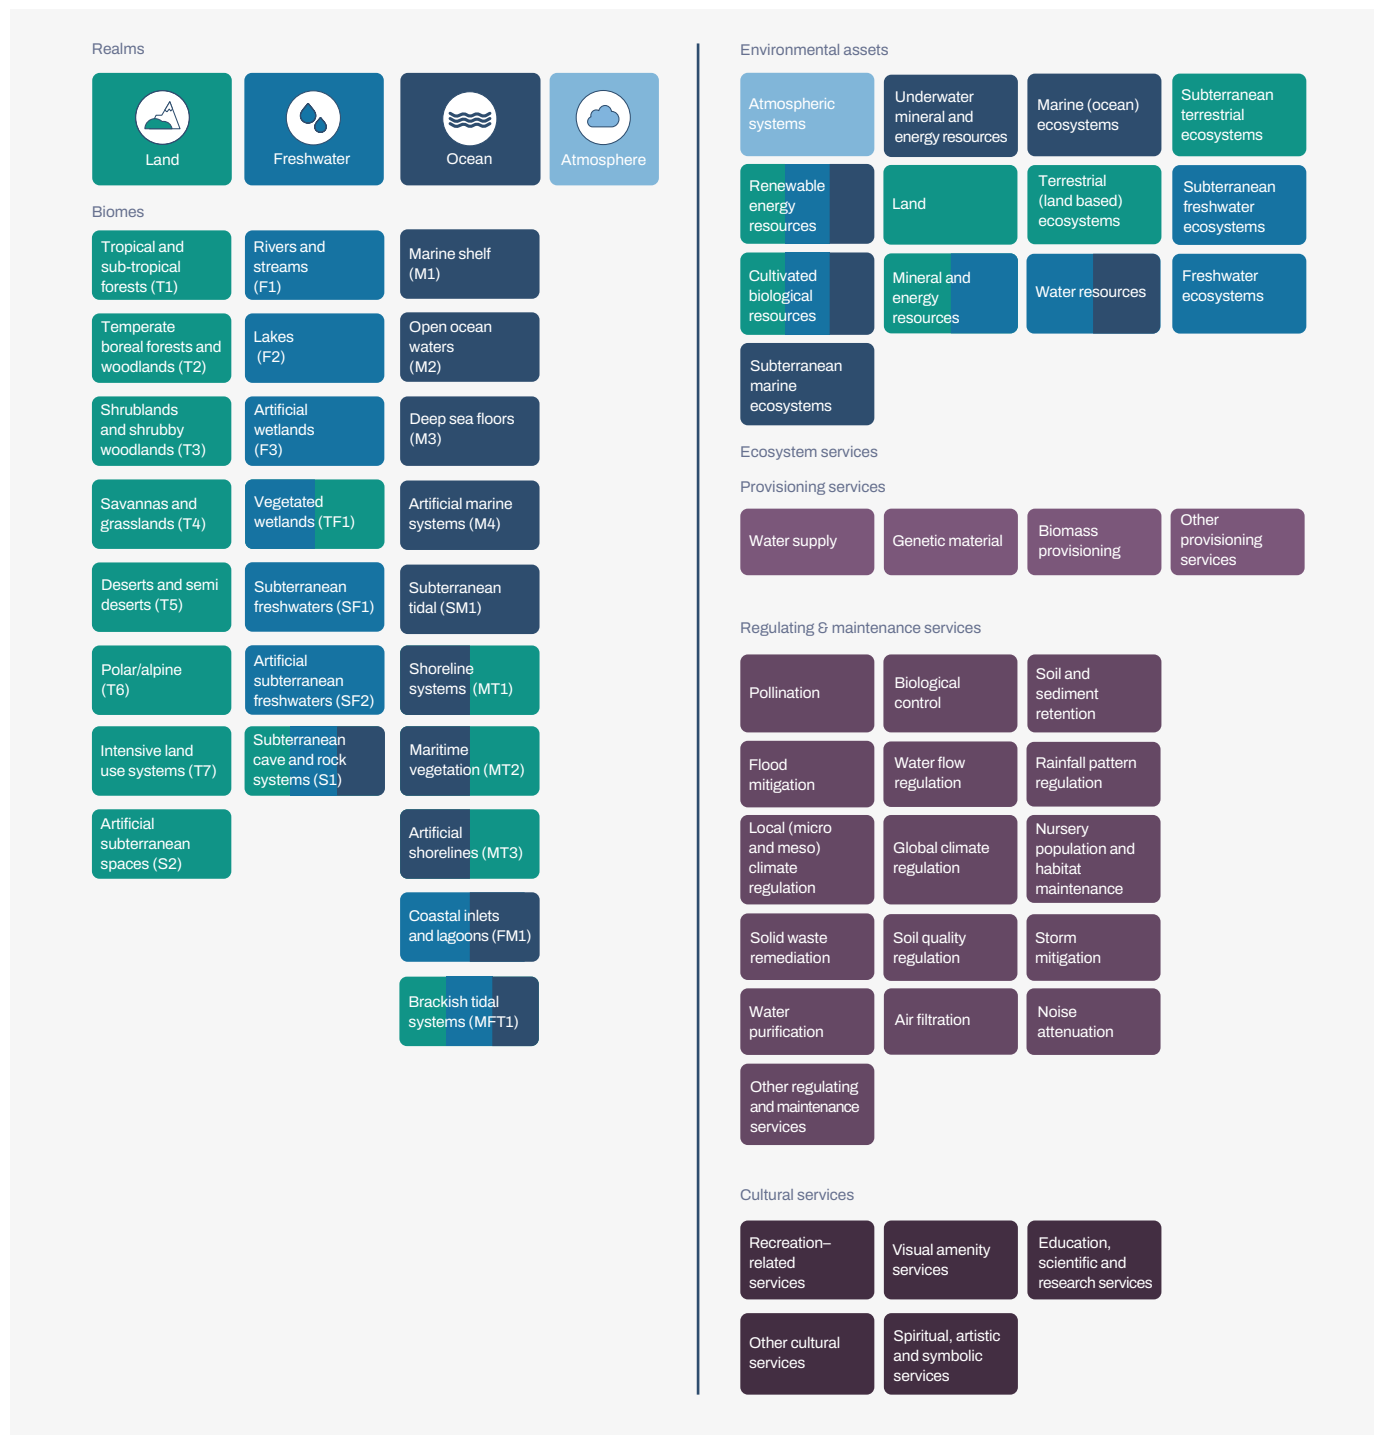 Realms
Land
Freshwater
Ocean
Atmosphere
Biomes
Tropical and
sub-tropical
forests (T1)
Rivers and
streams
(F1)
Marine shelf
(M1)
Temperate
boreal forests and
woodlands (T2)
Lakes
(F2)
Open ocean
waters
(M2)
Shrublands
and shrubby
woodlands (T3)
Artificial
wetlands
(F3)
Deep sea floors
(M3)
Savannas and
grasslands (T4)
Vegetated
wetlands (TF1)
Artificial marine
systems (M4)
Deserts and semi
deserts (T5)
Subterranean
freshwaters (SF1)
Subterranean
tidal (SM1)
Polar/alpine
(T6)
Artificial
subterranean
freshwaters (SF2)
Shoreline
systems (MT1)
Intensive land
use systems (T7)
Subterranean
cave and rock
systems (S1)
Maritime
vegetation (MT2)
Artificial
subterranean
spaces (S2)
Artificial
shorelines (MT3)
Coastal inlets
and lagoons (FM1)
Brackish tidal
systems (MFT1)
Environmental assets
Atmospheric
systems
Underwater
mineral and
energy resources
Marine (ocean)
ecosystems
Subterranean
terrestrial
ecosystems
Renewable
energy
resources
Land
Terrestrial
(land based)
ecosystems
Subterranean
freshwater
ecosystems
Cultivated
biological
resources
Mineral and
energy
resources
Water resources
Freshwater
ecosystems
Subterranean
marine
ecosystems
Ecosystem services
Provisioning services
Water supply
Genetic material
Biomass
provisioning
Other
provisioning
services
Regulating & maintenance services
Pollination
Biological
control
Soil and
sediment
retention
Flood
mitigation
Water flow
regulation
Rainfall pattern
regulation
Local (micro
and meso)
climate
regulation
Global climate
regulation
Nursery
population and
habitat
maintenance
Solid waste
remediation
Soil quality
regulation
Storm
mitigation
Water
purification
Air filtration
Noise
attenuation
Other regulating
and maintenance
services
Cultural services
Recreation–
related
services
Visual amenity
services
Education,
scientific and
research services
Other cultural
services
Spiritual, artistic
and symbolic
services